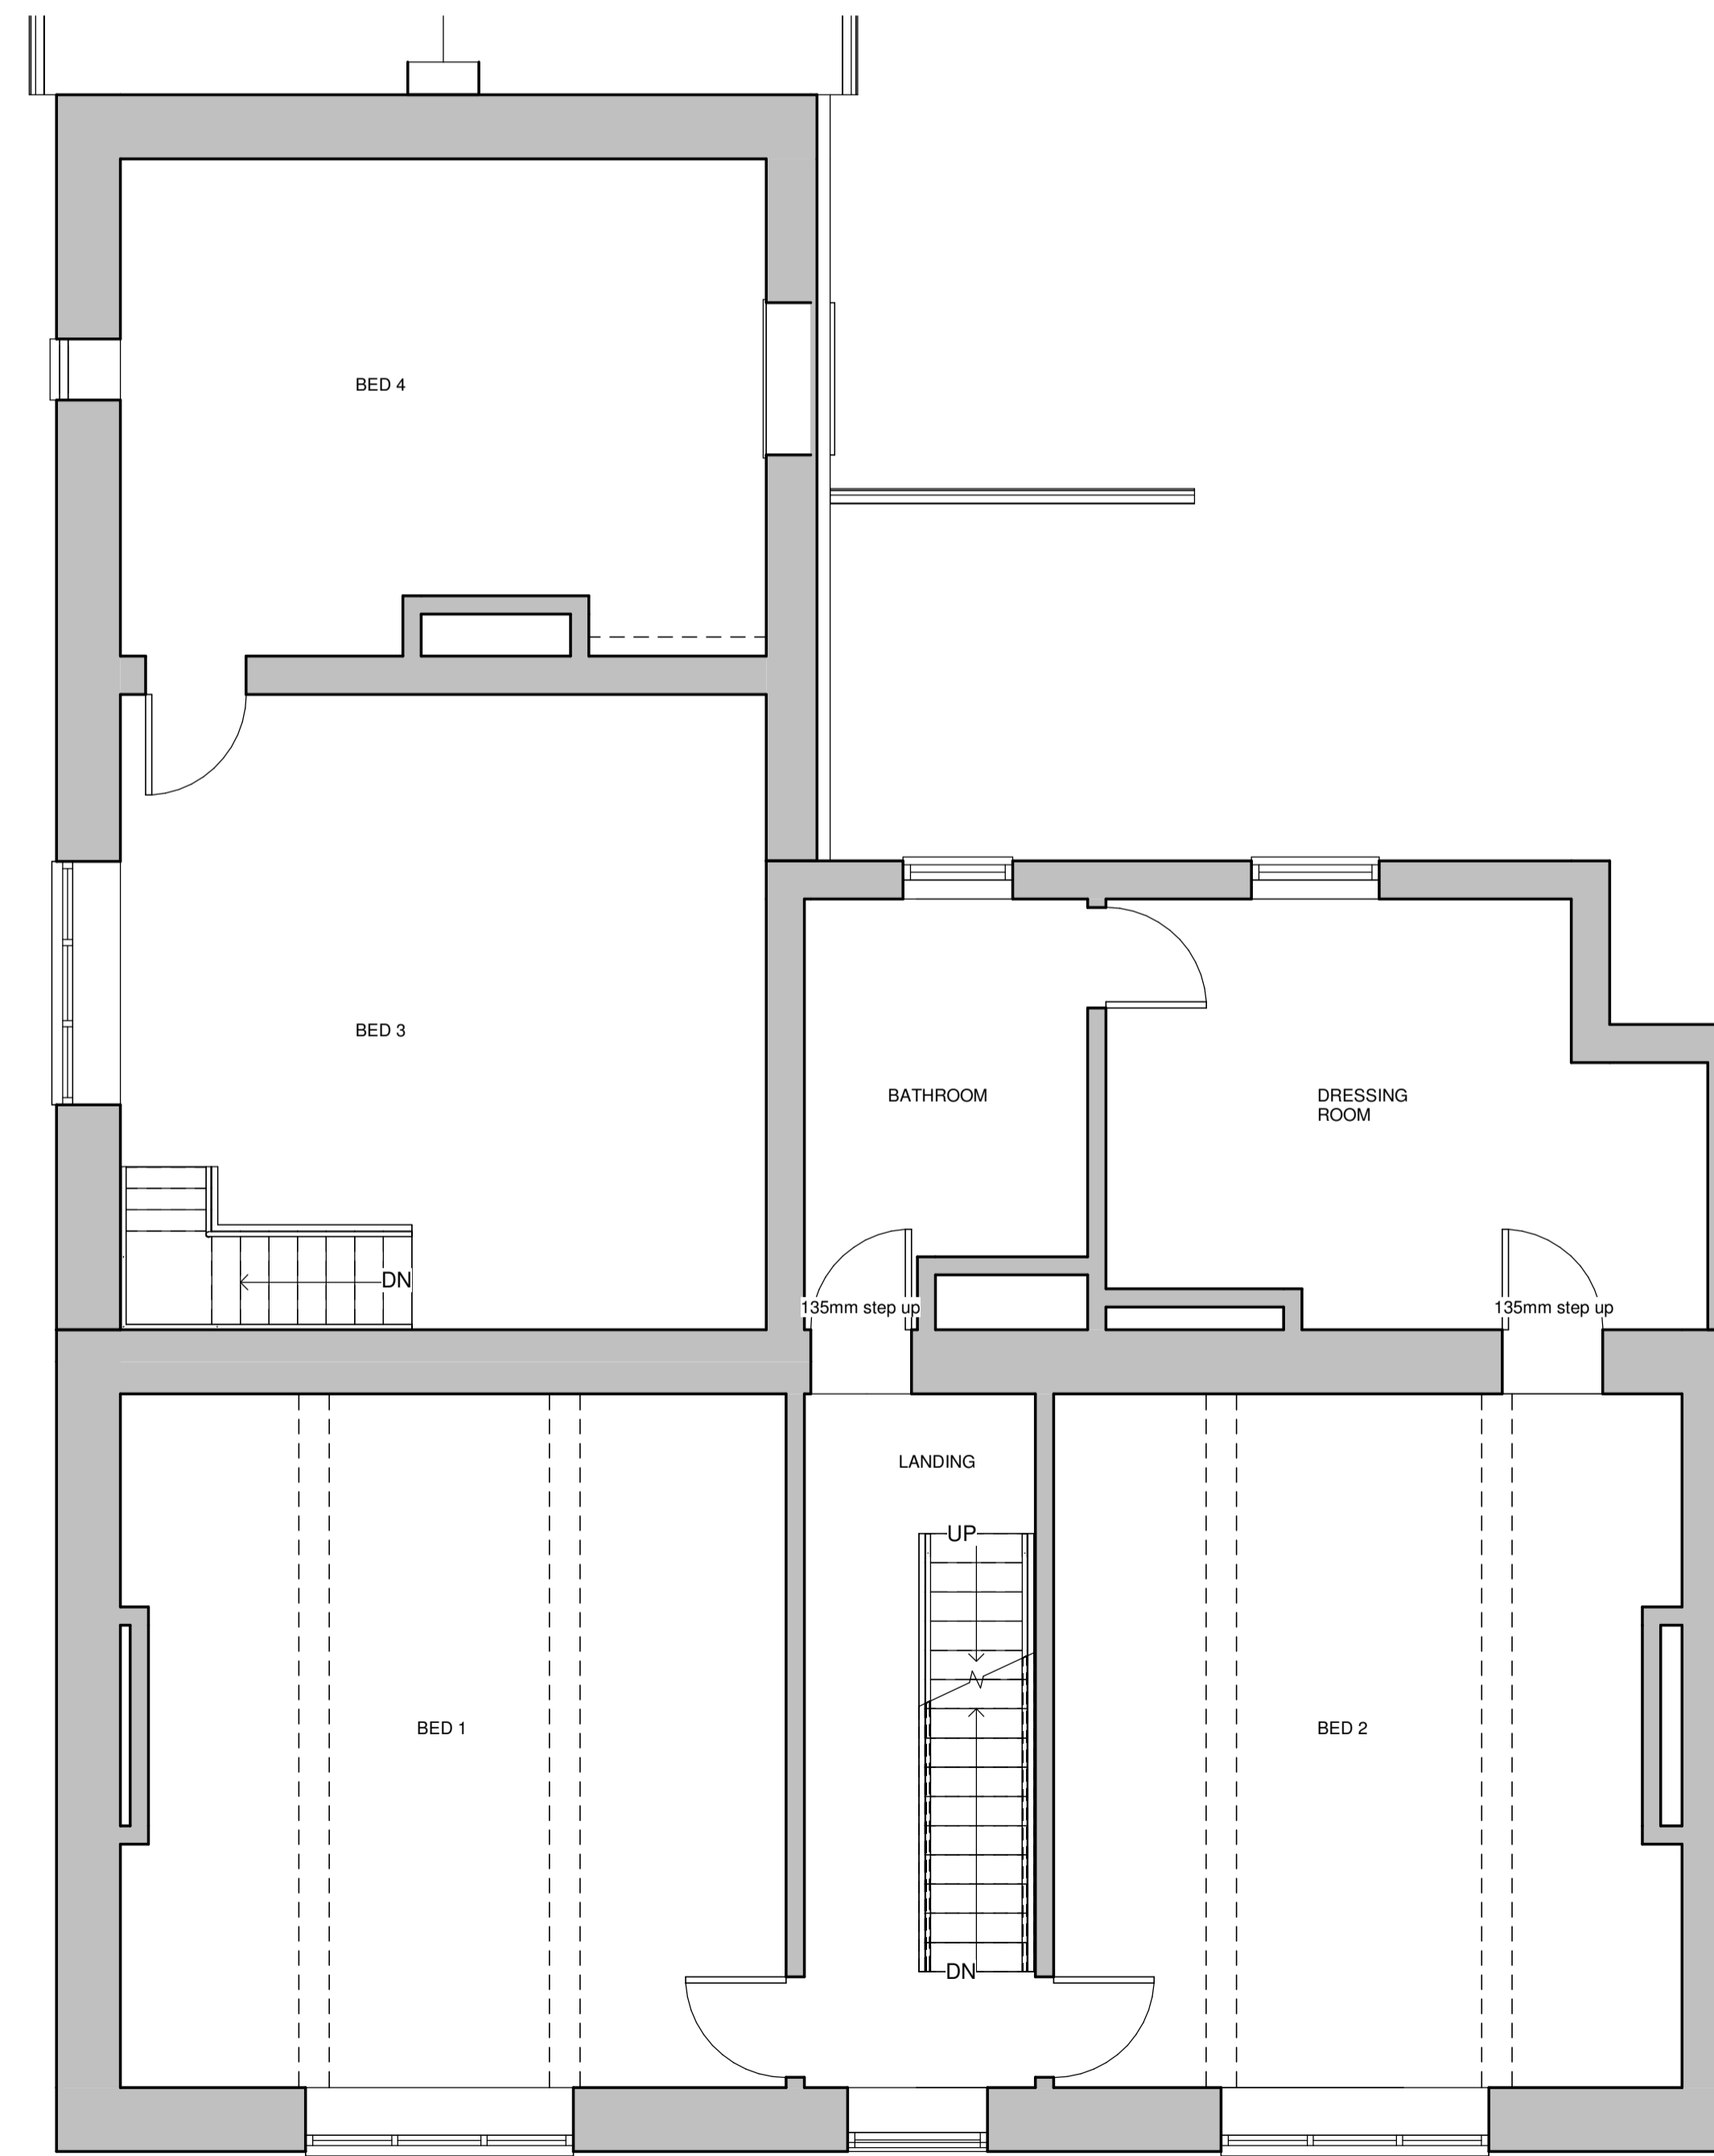 BED 4
BED 3
BATHROOM
DRESSING
ROOM
DN
135mm step up
135mm step up
LANDING
UP
BED 1
BED 2
DN